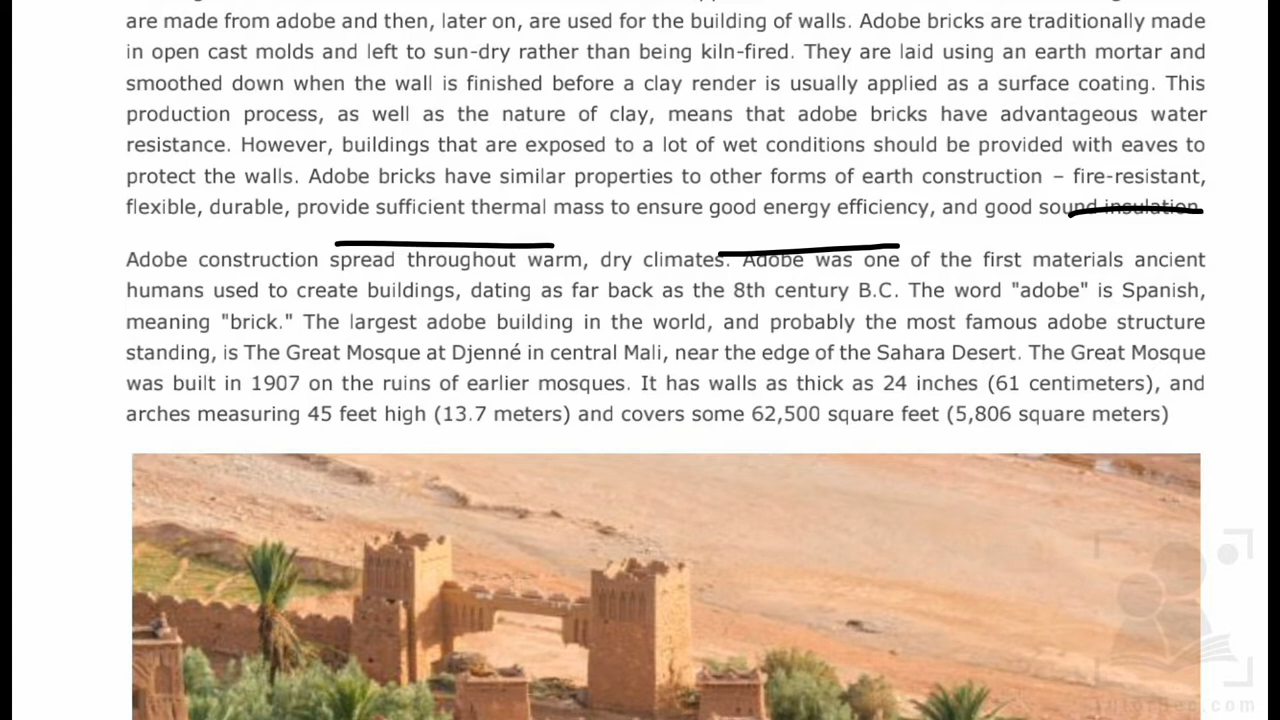 are made from adobe and then, later on, are used for the building of walls. Adobe bricks are traditionally made
in open cast molds and left to sun-dry rather than being kiln-fired. They are laid using an earth mortar and
smoothed down when the wall is finished before a clay render is usually applied as a surface coating. This
production process, as well as the nature of clay, means that adobe bricks have advantageous water
resistance. However, buildings that are exposed to a lot of wet conditions should be provided with eaves to
protect the walls. Adobe bricks have similar properties to other forms of earth construction – fire-resistant,
flexible, durable, provide sufficient thermal mass to ensure good energy efficiency, and good sound insulation.
Adobe construction spread throughout warm, dry climates. Adobe was one of the first materials ancient
humans used to create buildings, dating as far back as the 8th century B.C. The word "adobe" is Spanish,
meaning "brick." The largest adobe building in the world, and probably the most famous adobe structure
standing, is The Great Mosque at Djenné in central Mali, near the edge of the Sahara Desert. The Great Mosque
was built in 1907 on the ruins of earlier mosques. It has walls as thick as 24 inches (61 centimeters), and
arches measuring 45 feet high (13.7 meters) and covers some 62,500 square feet (5,806 square meters)